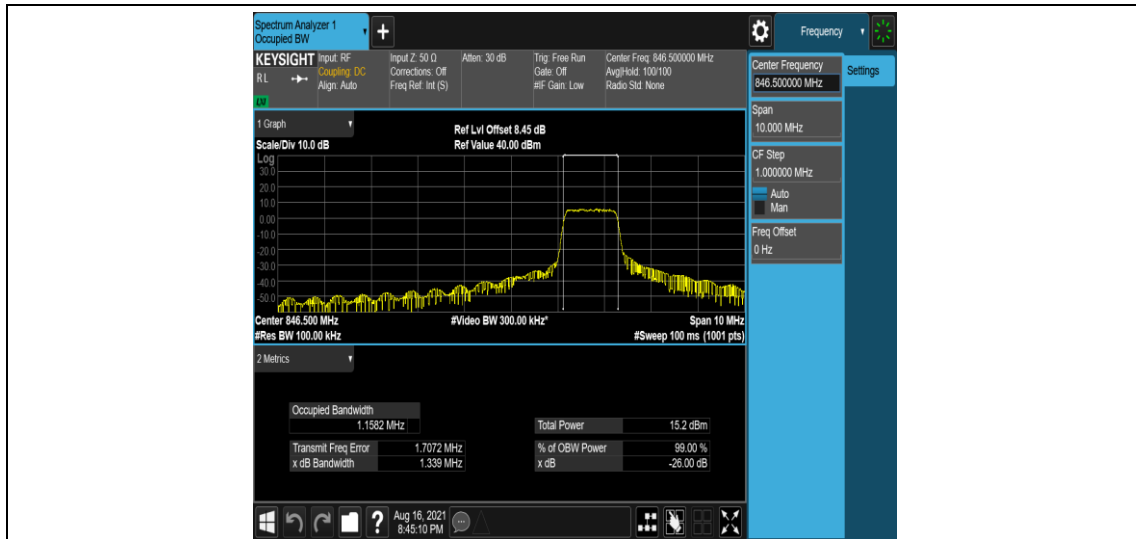 Spectrum Analyzer 1
Occupied BW
+
Frequency
KEYSIGHT Input: RF Input Z: 50 Ω Atten: 30 dB Trig: Free Run Center Freq: 846.500000 MHz
RL Coupling: DC Corrections: Off Gate: Off Avg|Hold: 100/100
Align: Auto Freq Ref: Int (S) #IF Gain: Low Radio Std: None
Center Frequency
846.500000 MHz
Settings
Span
10.000 MHz
CF Step
1.000000 MHz
Auto
Man
Freq Offset
0 Hz
1 Graph
Ref Lvl Offset 8.45 dB
Scale/Div 10.0 dB Ref Value 40.00 dBm
Log
30.0
20.0
10.0
0.00
-10.0
-20.0
-30.0
-40.0
-50.0
Center 846.500 MHz #Video BW 300.00 kHz* Span 10 MHz
#Res BW 100.00 kHz #Sweep 100 ms (1001 pts)
2 Metrics
Occupied Bandwidth
1.1582 MHz
Total Power 15.2 dBm
Transmit Freq Error 1.7072 MHz % of OBW Power 99.00 %
x dB Bandwidth 1.339 MHz x dB -26.00 dB
? Aug 16, 2021
8:45:10 PM